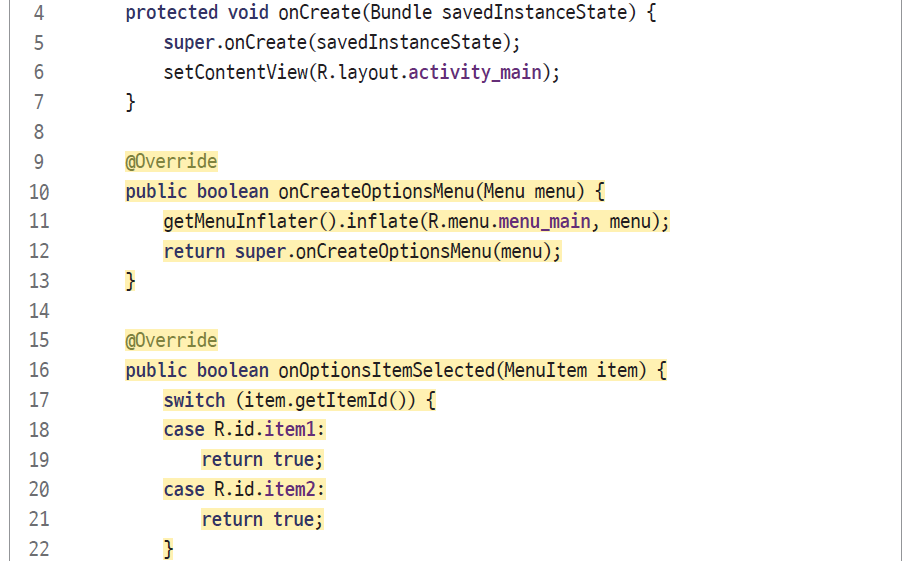 4 protected void onCreate(Bundle savedInstanceState) {
5 super.onCreate(savedInstanceState);
6 setContentView(R.layout.activity_main);
7 }
8
9 @Override
10 public boolean onCreateOptionsMenu(Menu menu) {
11 getMenuInflater().inflate(R.menu.menu_main, menu);
12 return super.onCreateOptionsMenu(menu);
13 }
14
15 @Override
16 public boolean onOptionsItemSelected(MenuItem item) {
17 switch (item.getItemId()) {
18 case R.id.item1:
19 return true;
20 case R.id.item2:
21 return true;
22 }